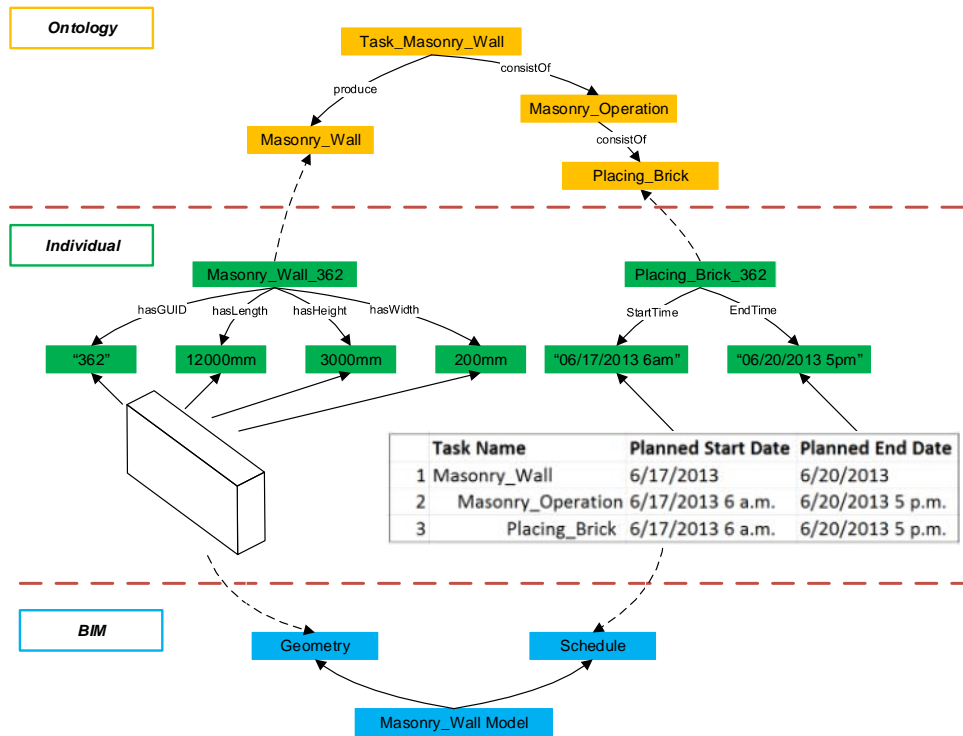 Ontology
Task_Masonry_Wall
consistOf
produce
Masonry_Operation
Masonry_Wall
consistOf
Placing_Brick
Individual
Masonry_Wall_362
Placing_Brick_362
hasGUID
hasLength
hasHeight
hasWidth
StartTime
EndTime
“362”
12000mm
3000mm
200mm
“06/17/2013 6am”
“06/20/2013 5pm”
Task Name Planned Start Date Planned End Date
1 Masonry_Wall 6/17/2013 6/20/2013
2 Masonry_Operation 6/17/2013 6 a.m. 6/20/2013 5 p.m.
3 Placing_Brick 6/17/2013 6 a.m. 6/20/2013 5 p.m.
BIM
Geometry
Schedule
Masonry_Wall Model